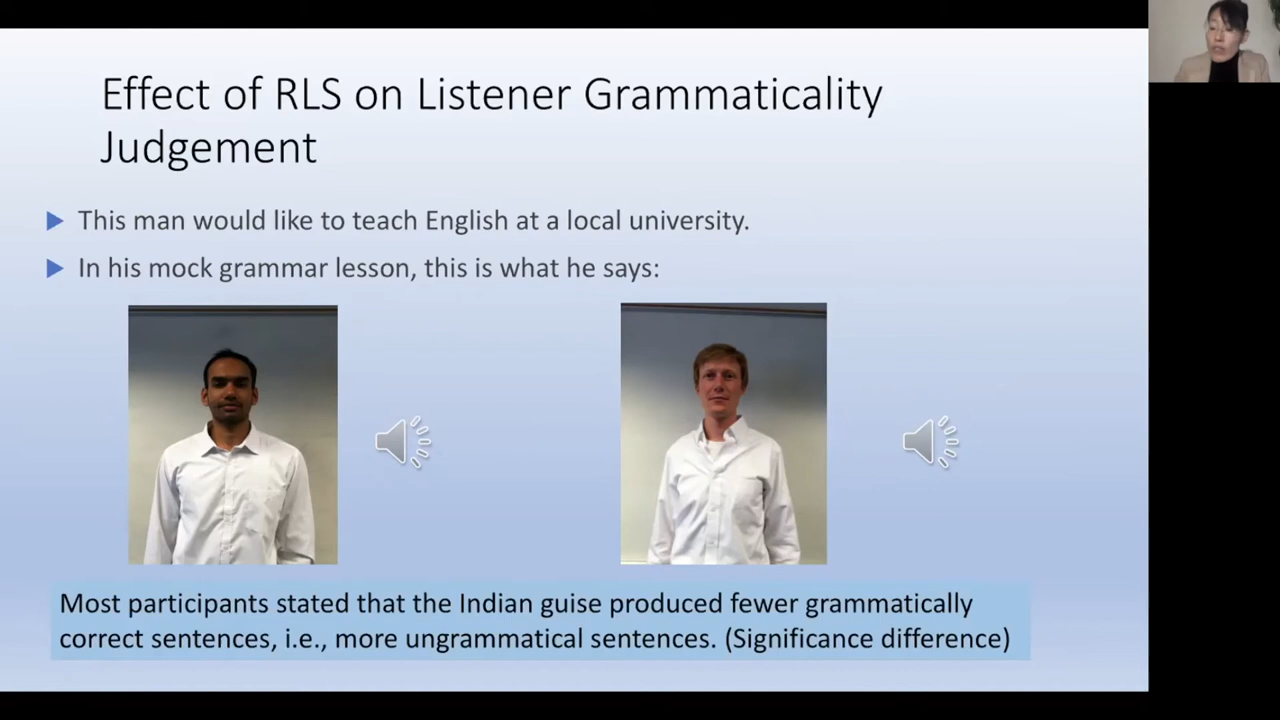 Effect of RLS on Listener Grammaticality
Judgement
This man would like to teach English at a local university.
In his mock grammar lesson, this is what he says:
Most participants stated that the Indian guise produced fewer grammatically
correct sentences, i.e., more ungrammatical sentences. (Significance difference)